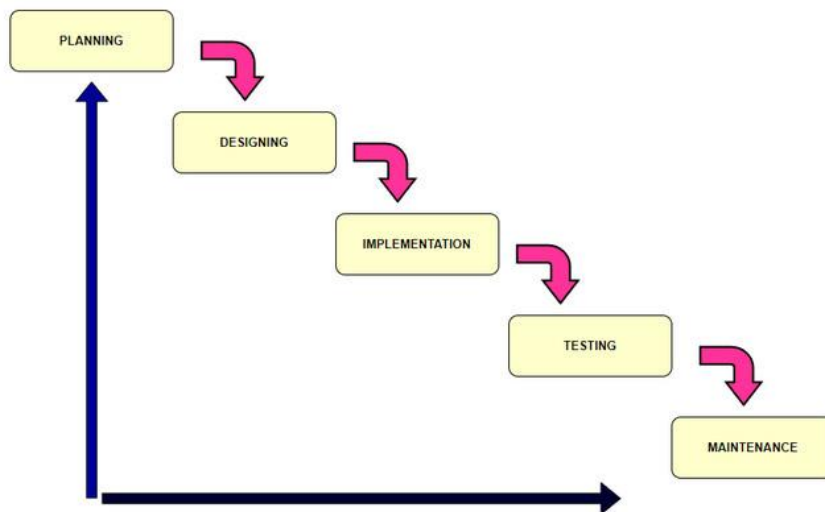 PLANNING
DESIGNING
IMPLEMENTATION
TESTING
MAINTENANCE